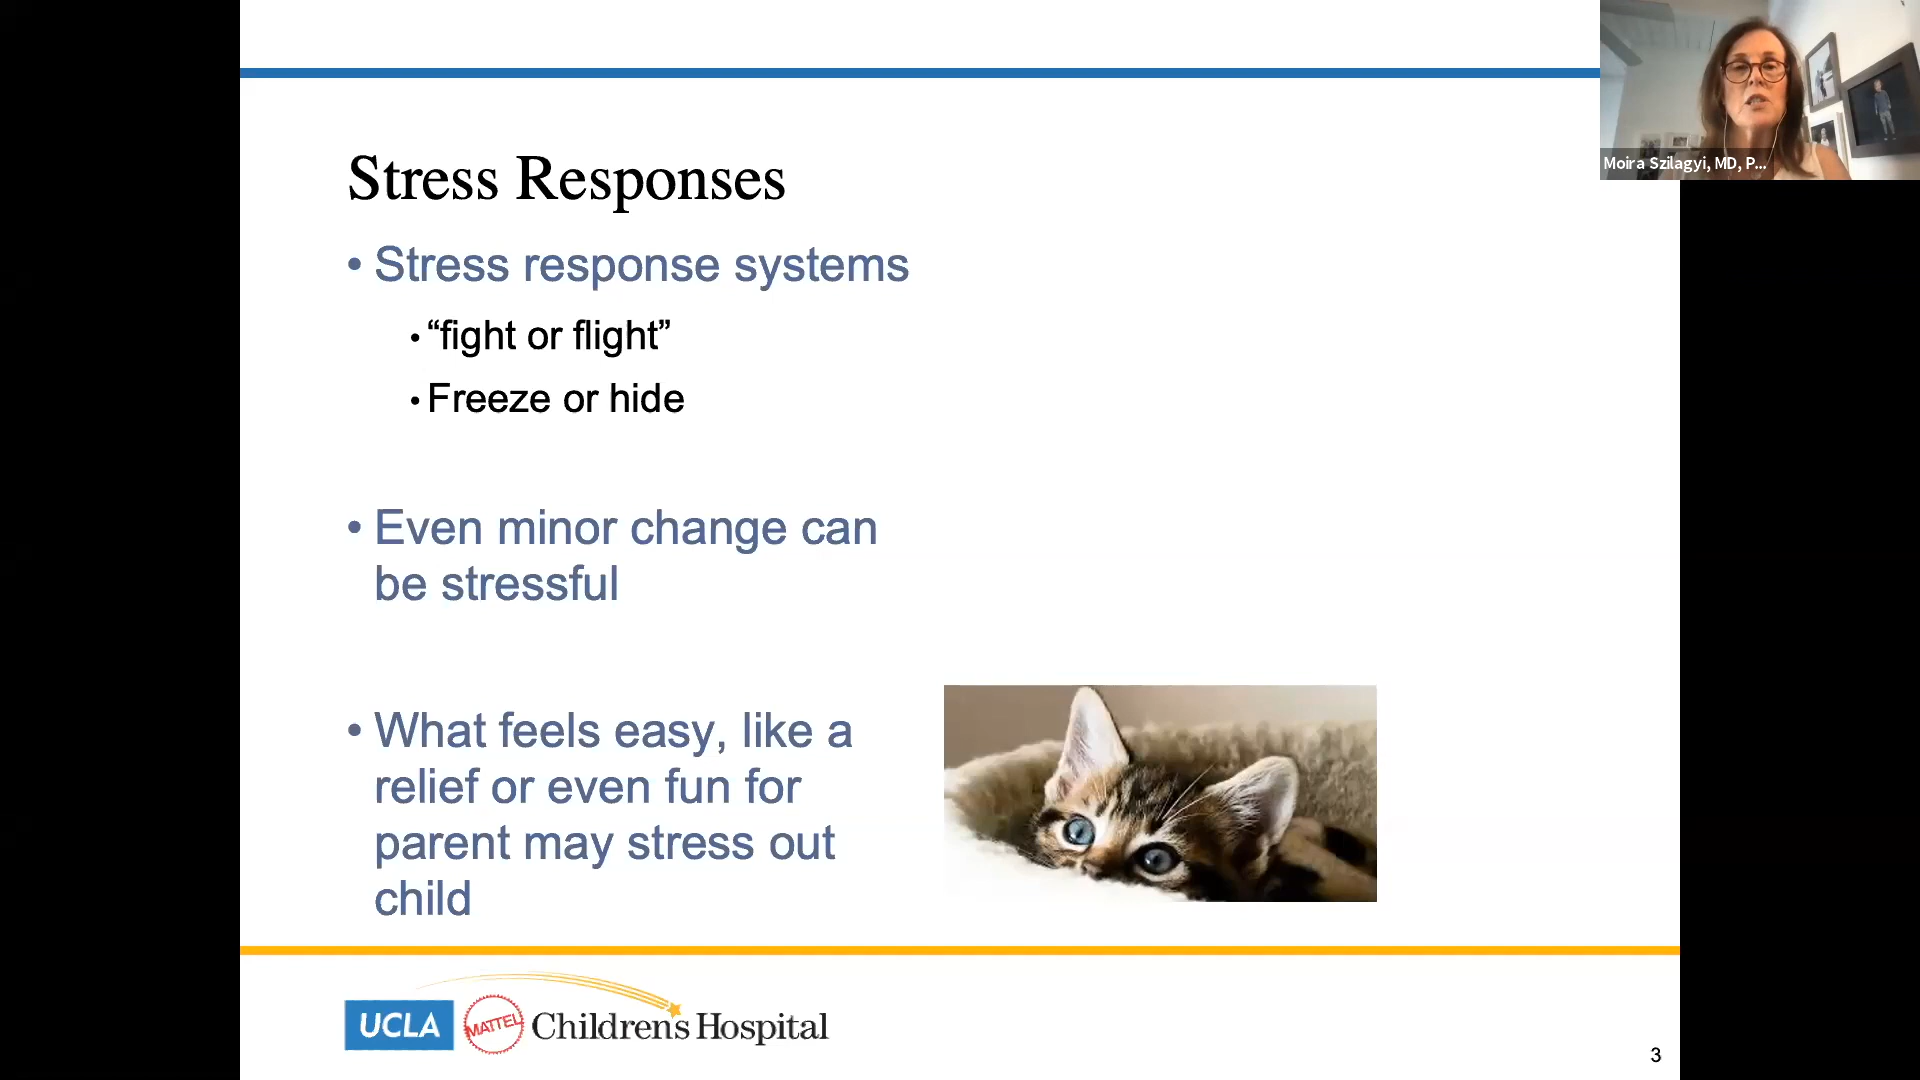 Moira Szilagyi, MD, P...
Stress Responses
• Stress response systems
• “fight or flight”
• Freeze or hide
• Even minor change can
be stressful
• What feels easy, like a
relief or even fun for
parent may stress out
child
UCLA MATTEL Children's Hospital
3